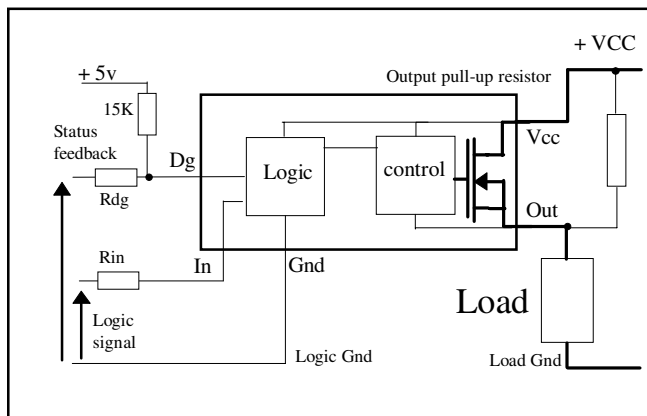 + VCC
+ 5v
Output pull-up resistor
15K
Status
feedback
Vcc
Dg
Logic
control
Rdg
Out
Rin
In
Gnd
Load
Logic
signal
Logic Gnd
Load Gnd